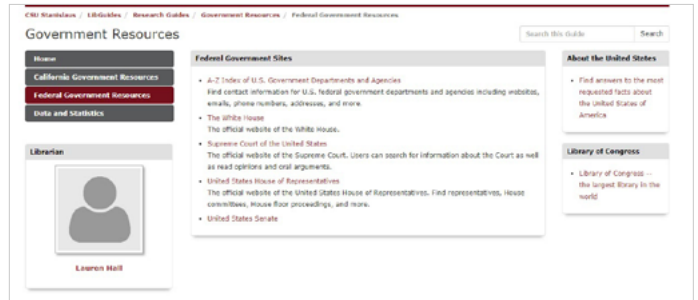 CSU Stanislaus / LibGuides / Research Guides / Government Resources / Federal Government Resources
Government Resources
Search this Guide
Search
Home
California Government Resources
Federal Government Resources
Data and Statistics
Librarian
Lauren Hall
Federal Government Sites
A-Z Index of U.S. Government Departments and Agencies
Find contact information for U.S. federal government departments and agencies including websites,
emails, phone numbers, addresses, and more.
The White House
The official website of the White House.
Supreme Court of the United States
The official website of the Supreme Court. Users can search for information about the Court as well
as read opinions and oral arguments.
United States House of Representatives
The official website of the United States House of Representatives. Find representatives, House
committees, House floor proceedings, and more.
United States Senate
About the United States
Find answers to the most
requested facts about
the United States of
America
Library of Congress
Library of Congress --
the largest library in the
world